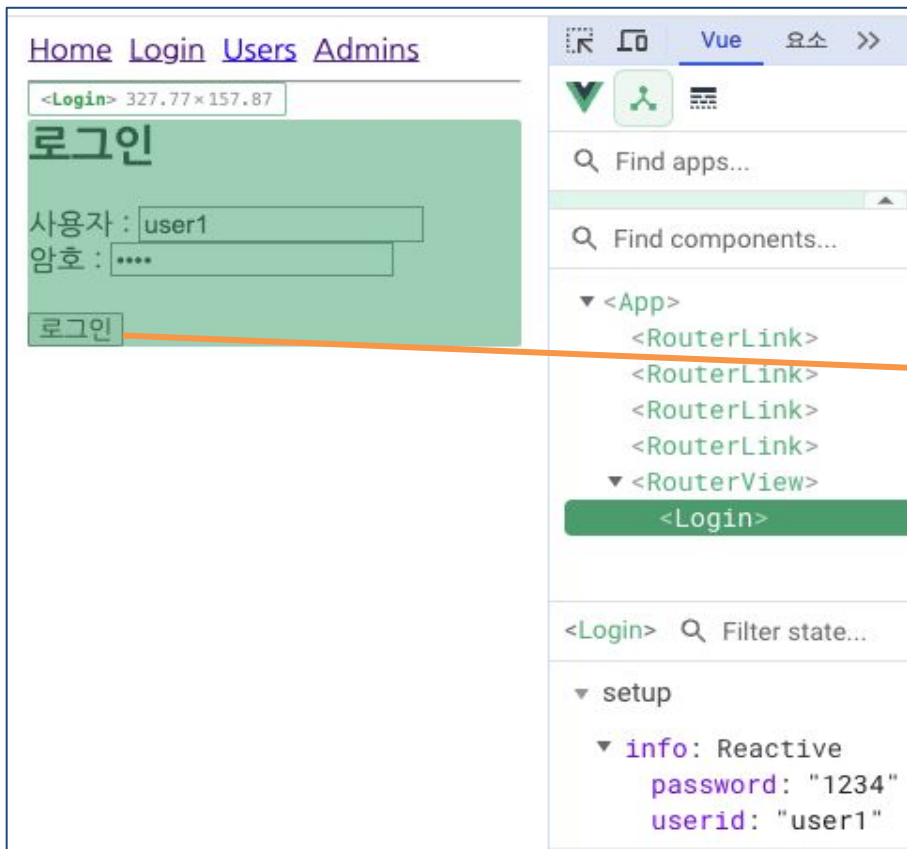 Home Login Users Admins
<Login> 327.77×157.87
로그인
사용자 : user1
암호 : ••••
로그인
Vue 요소 >>
Find apps...
Find components...
▼ <App>
<RouterLink>
<RouterLink>
<RouterLink>
<RouterLink>
▼ <RouterView>
<Login>
<Login> Filter state...
▼ setup
▼ info: Reactive
password: "1234"
userid: "user1"